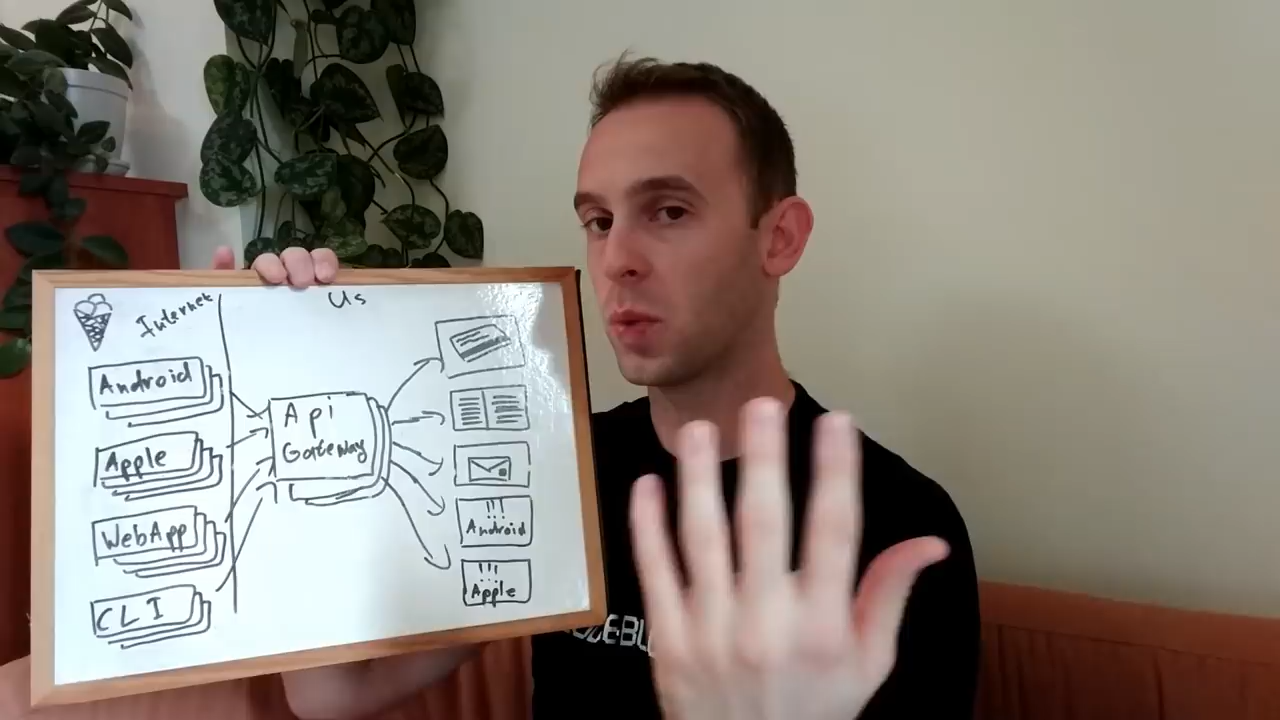 Internet
Us
Android
Apple
WebApp
CLI
Api
Gateway
!!!
Android
!!!
Apple